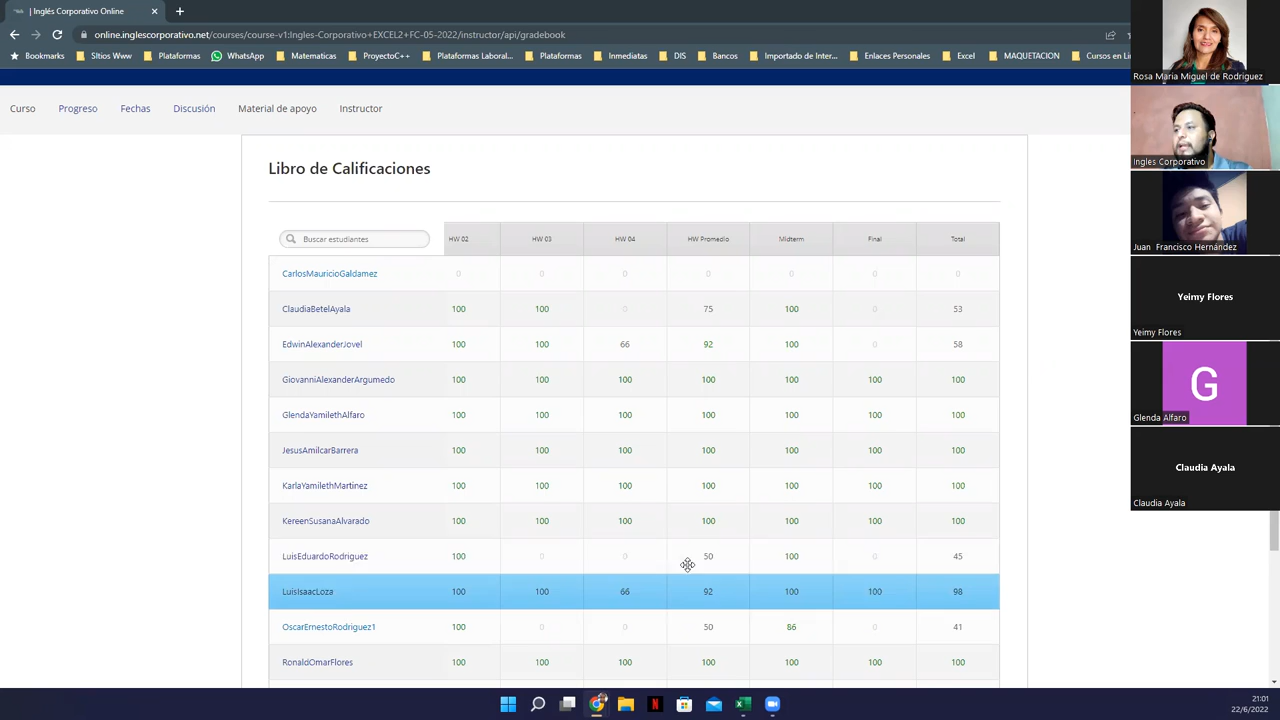 | Inglés Corporativo Online
online.inglescorporativo.net/courses/course-v1:Ingles-Corporativo+EXCEL2+FC-05-2022/instructor/api/gradebook
Bookmarks SItios Www Plataformas WhatsApp Matematicas ProyectoC++ Plataformas Laboral... Plataformas Inmediatas DIS Bancos Importado de Inter... Enlaces Personales Excel MAQUETACION Cursos en Lí
Curso Progreso Fechas Discusión Material de apoyo Instructor
Libro de Calificaciones
Buscar estudiantes HW 02 HW 03 HW 04 HW Promedio Midterm Final Total
CarlosMauricioGaldamez 0 0 0 0 0 0 0
ClaudiaBetelAyala 100 100 0 75 100 0 53
EdwinAlexanderJovel 100 100 66 92 100 0 58
GiovanniAlexanderArgumedo 100 100 100 100 100 100 100
GlendaYamilethAlfaro 100 100 100 100 100 100 100
JesusAmilcarBarrera 100 100 100 100 100 100 100
KarlaYamilethMartinez 100 100 100 100 100 100 100
KereenSusanaAlvarado 100 100 100 100 100 100 100
LuisEduardoRodriguez 100 0 0 50 100 0 45
LuisIsaacLoza 100 100 66 92 100 100 98
OscarErnestoRodriguez1 100 0 0 50 86 0 41
RonaldOmarFlores 100 100 100 100 100 100 100
Rosa Maria Miguel de Rodriguez
Ingles Corporativo
Juan Francisco Hernández
Yeimy Flores
Yeimy Flores
G
Glenda Alfaro
Claudia Ayala
Claudia Ayala
N
21:01
22/6/2022